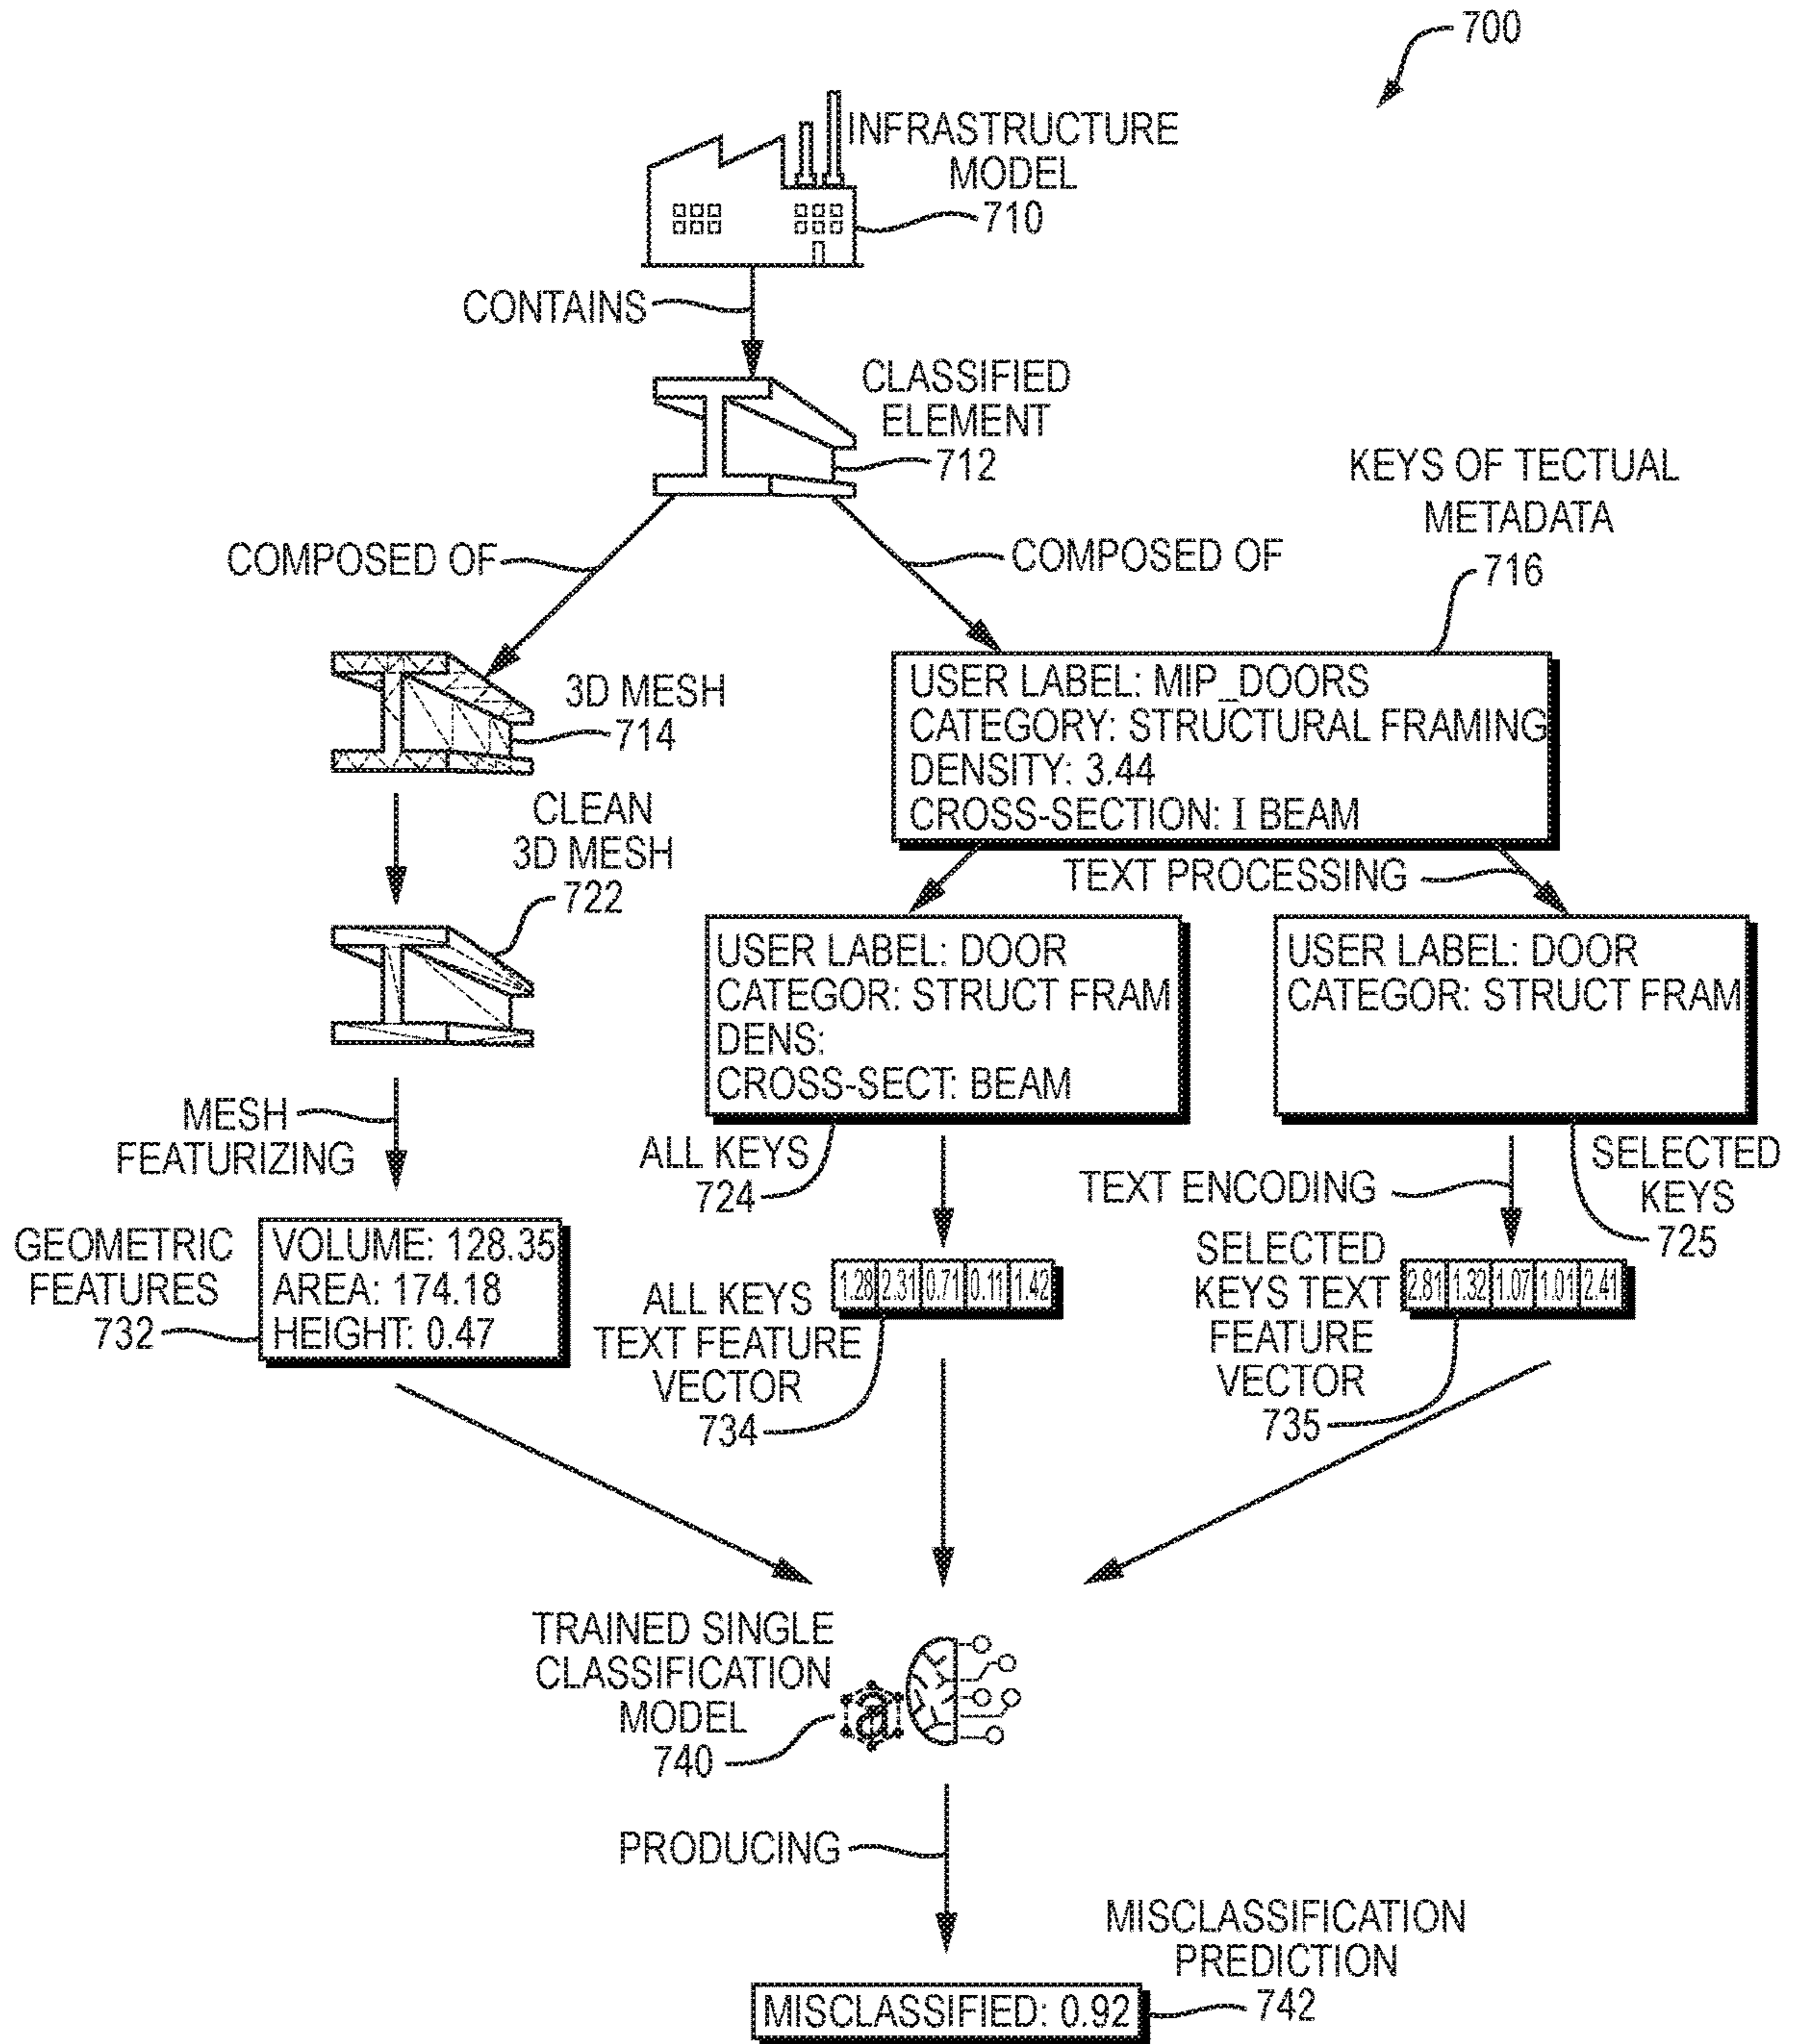 700
INFRASTRUCTURE
MODEL
710
CONTAINS
CLASSIFIED
ELEMENT
712
KEYS OF TECTUAL
METADATA
716
COMPOSED OF
COMPOSED OF
3D MESH
714
USER LABEL: MIP_DOORS
CATEGORY: STRUCTURAL FRAMING
DENSITY: 3.44
CROSS-SECTION: I BEAM
CLEAN
3D MESH
722
TEXT PROCESSING
USER LABEL: DOOR
CATEGOR: STRUCT FRAM
DENS:
CROSS-SECT: BEAM
USER LABEL: DOOR
CATEGOR: STRUCT FRAM
MESH
FEATURIZING
ALL KEYS
724
TEXT ENCODING
SELECTED
KEYS
725
GEOMETRIC
FEATURES
732
VOLUME: 128.35
AREA: 174.18
HEIGHT: 0.47
1.28 2.31 0.71 0.11 1.42
ALL KEYS
TEXT FEATURE
VECTOR
734
SELECTED
KEYS TEXT
FEATURE
VECTOR
735
2.81 1.32 1.07 1.01 2.41
TRAINED SINGLE
CLASSIFICATION
MODEL
740
a
PRODUCING
MISCLASSIFICATION
PREDICTION
742
MISCLASSIFIED: 0.92